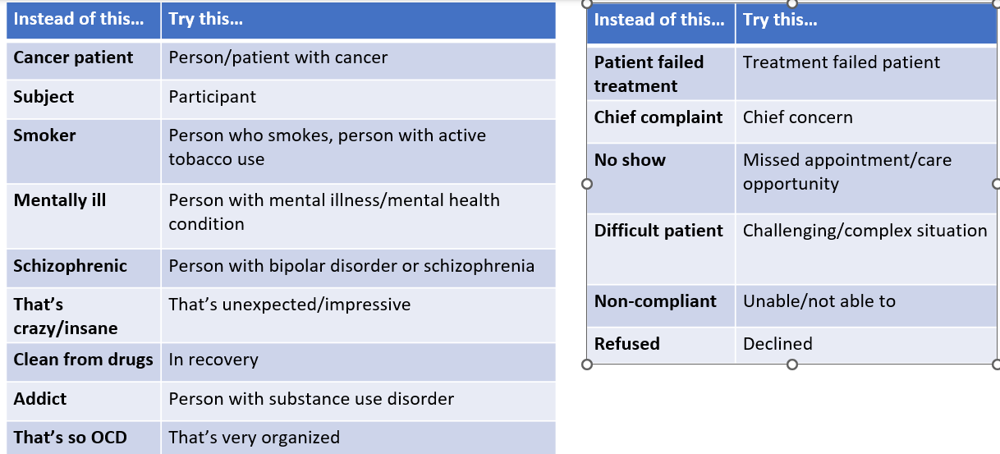 Instead of this… Try this…
Cancer patient Person/patient with cancer
Subject Participant
Smoker Person who smokes, person with active
tobacco use
Mentally ill Person with mental illness/mental health
condition
Schizophrenic Person with bipolar disorder or schizophrenia
That’s That’s unexpected/impressive
crazy/insane
Clean from drugs In recovery
Addict Person with substance use disorder
That’s so OCD That’s very organized
Instead of this… Try this…
Patient failed Treatment failed patient
treatment
Chief complaint Chief concern
No show Missed appointment/care
opportunity
Difficult patient Challenging/complex situation
Non-compliant Unable/not able to
Refused Declined